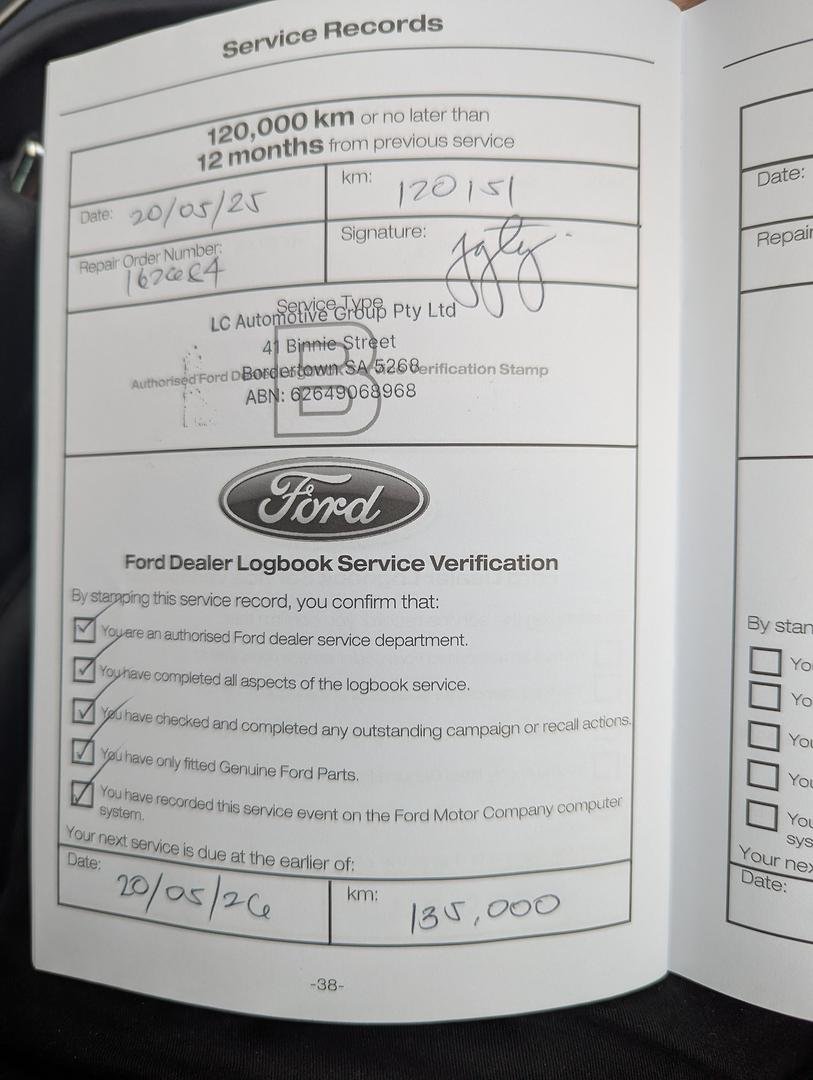 Service Records
120,000 km or no later than
12 months from previous service
Date: 20/05/25
km: 120151
Repair Order Number:
Signature:
Service Type
LC Automotive Group Pty Ltd
41 Binnie Street
Bordertown SA 5268
Authorised Ford Verification Stamp
ABN: 62649068968
B
Ford
Ford Dealer Logbook Service Verification
By stamping this service record, you confirm that:
You are an authorised Ford dealer service department.
You have completed all aspects of the logbook service.
You have checked and completed any outstanding campaign or recall actions.
You have only fitted Genuine Ford Parts.
You have recorded this service event on the Ford Motor Company computer
system.
Your next service is due at the earlier of:
Date: 20/05/26
km: 135,000
-38-
Date:
Repair
By stam
Yo
Yo
You
You
You
sys
Your nex
Date: